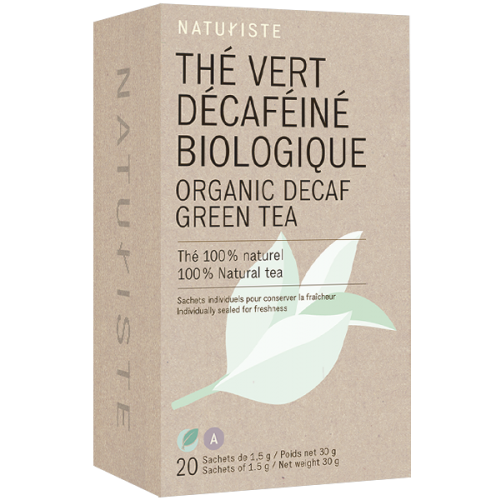 NATURISTE
THÉ VERT
DÉCAFÉINÉ
BIOLOGIQUE
ORGANIC DECAF
GREEN TEA
Thé 100% naturel
100% Natural tea
Sachets individuels pour conserver la fraîcheur
Individually sealed for freshness
A
20 Sachets de 1,5 g / Poids net 30 g
Sachets of 1.5 g / Net weight 30 g
NATURISTE